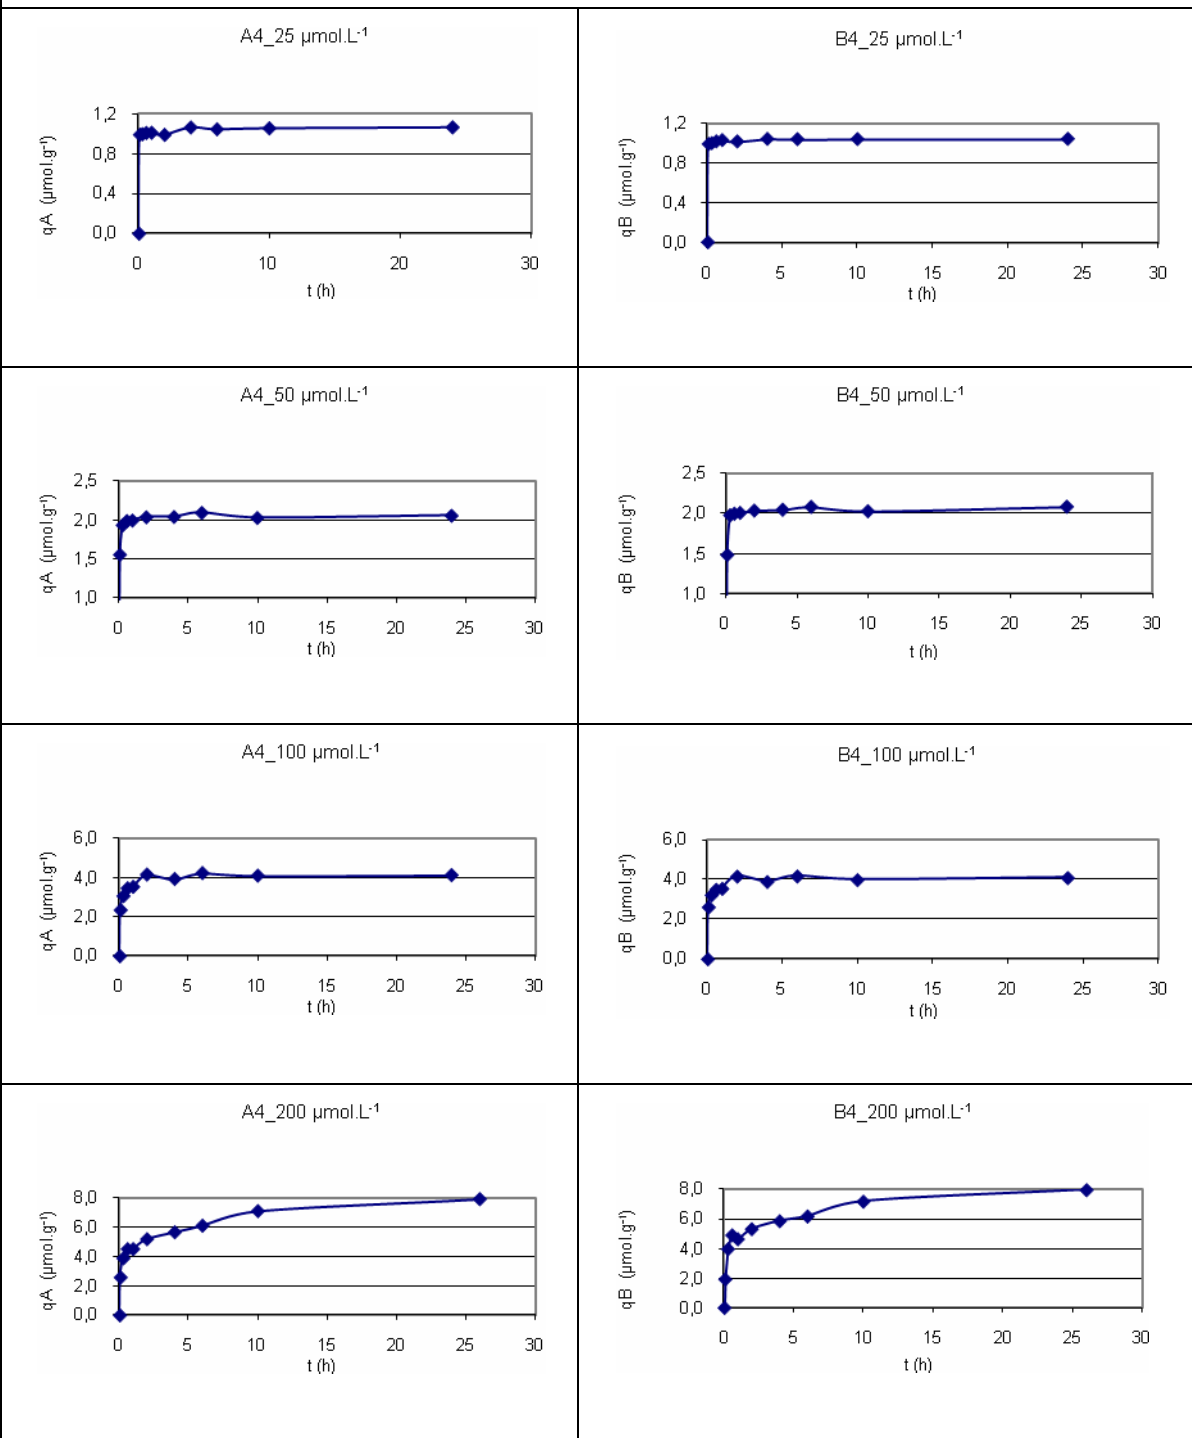 A4_25 µmol.L-1
qA (µmol.g-1)
1,2
0,8
0,4
0,0
0 10 20 30
t (h)
B4_25 µmol.L-1
qB (µmol.g-1)
1,2
0,8
0,4
0,0
0 5 10 15 20 25 30
t (h)
A4_50 µmol.L-1
qA (µmol.g-1)
2,5
2,0
1,5
1,0
0 5 10 15 20 25 30
t (h)
B4_50 µmol.L-1
qB (µmol.g-1)
2,5
2,0
1,5
1,0
0 5 10 15 20 25 30
t (h)
A4_100 µmol.L-1
qA (µmol.g-1)
6,0
4,0
2,0
0,0
0 5 10 15 20 25 30
t (h)
B4_100 µmol.L-1
qB (µmol.g-1)
6,0
4,0
2,0
0,0
0 5 10 15 20 25 30
t (h)
A4_200 µmol.L-1
qA (µmol.g-1)
8,0
6,0
4,0
2,0
0,0
0 5 10 15 20 25 30
t (h)
B4_200 µmol.L-1
qB (µmol.g-1)
8,0
6,0
4,0
2,0
0,0
0 5 10 15 20 25 30
t (h)